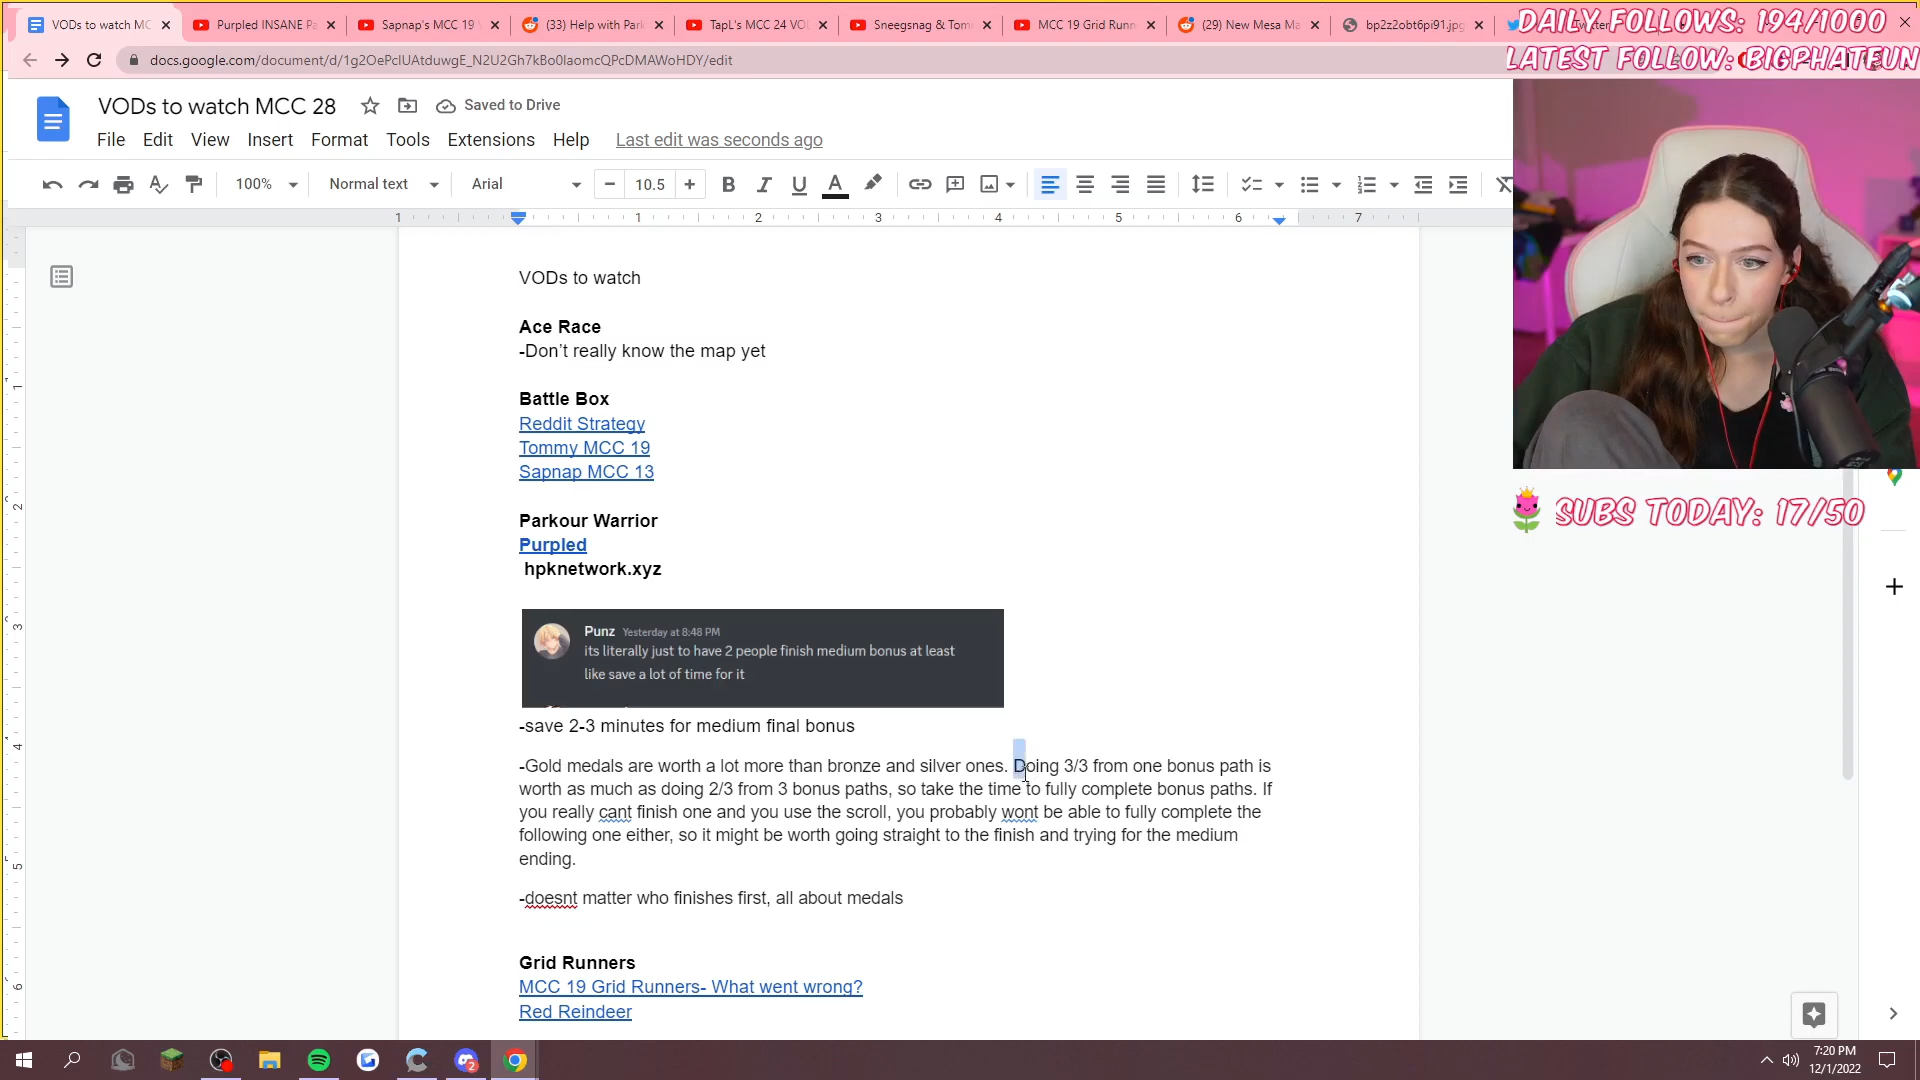 VODs to watch MC
Purpled INSANE Pa
Sapnap's MCC 19
(33) Help with Park
TapL's MCC 24 VO
Sneegsnag & Tom
MCC 19 Grid Runn
(29) New Mesa Ma
bp2z2obt6pi91.jpg
DAILY FOLLOWS: 194/1000
docs.google.com/document/d/1g2OePcIUAtduwgE_N2U2Gh7kBo0laomcQPcDMAWoHDY/edit
LATEST FOLLOW: BIGPHATFUN
VODs to watch MCC 28
Saved to Drive
File Edit View Insert Format Tools Extensions Help Last edit was seconds ago
100% Normal text Arial 10.5
1 1 2 3 4 5 6 7
VODs to watch
Ace Race
-Don't really know the map yet
Battle Box
Reddit Strategy
Tommy MCC 19
Sapnap MCC 13
SUBS TODAY: 17/50
Parkour Warrior
Purpled
hpknetwork.xyz
Punz Yesterday at 8:48 PM
its literally just to have 2 people finish medium bonus at least
like save a lot of time for it
-save 2-3 minutes for medium final bonus
-Gold medals are worth a lot more than bronze and silver ones. Doing 3/3 from one bonus path is
worth as much as doing 2/3 from 3 bonus paths, so take the time to fully complete bonus paths. If
you really cant finish one and you use the scroll, you probably wont be able to fully complete the
following one either, so it might be worth going straight to the finish and trying for the medium
ending.
-doesnt matter who finishes first, all about medals
Grid Runners
MCC 19 Grid Runners- What went wrong?
Red Reindeer
7:20 PM
12/1/2022